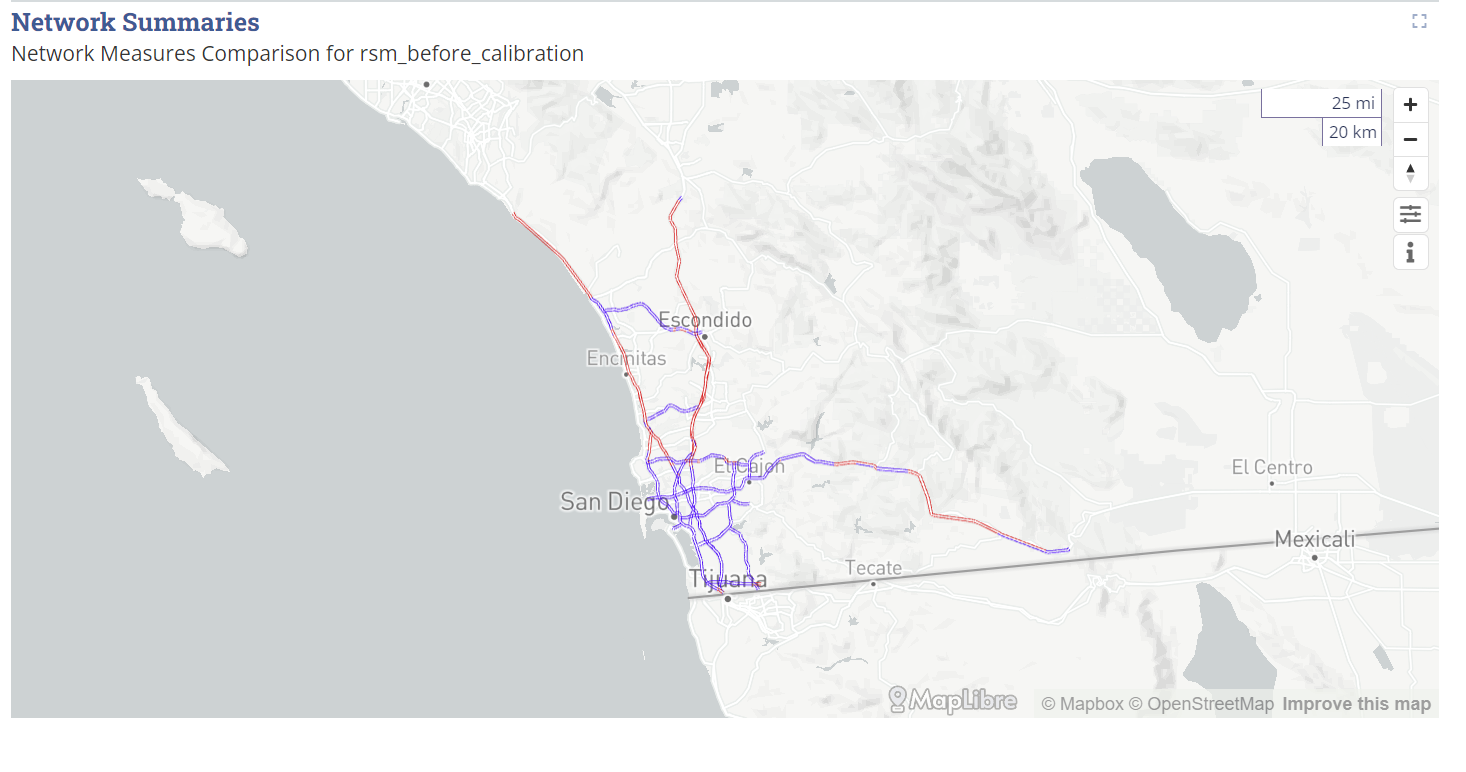 Network Summaries
Network Measures Comparison for rsm_before_calibration
25 mi
20 km
Escondido
Encinitas
El Cajon
El Centro
San Diego
Mexicali
Tecate
Tijuana
MapLibre
© Mapbox © OpenStreetMap Improve this map